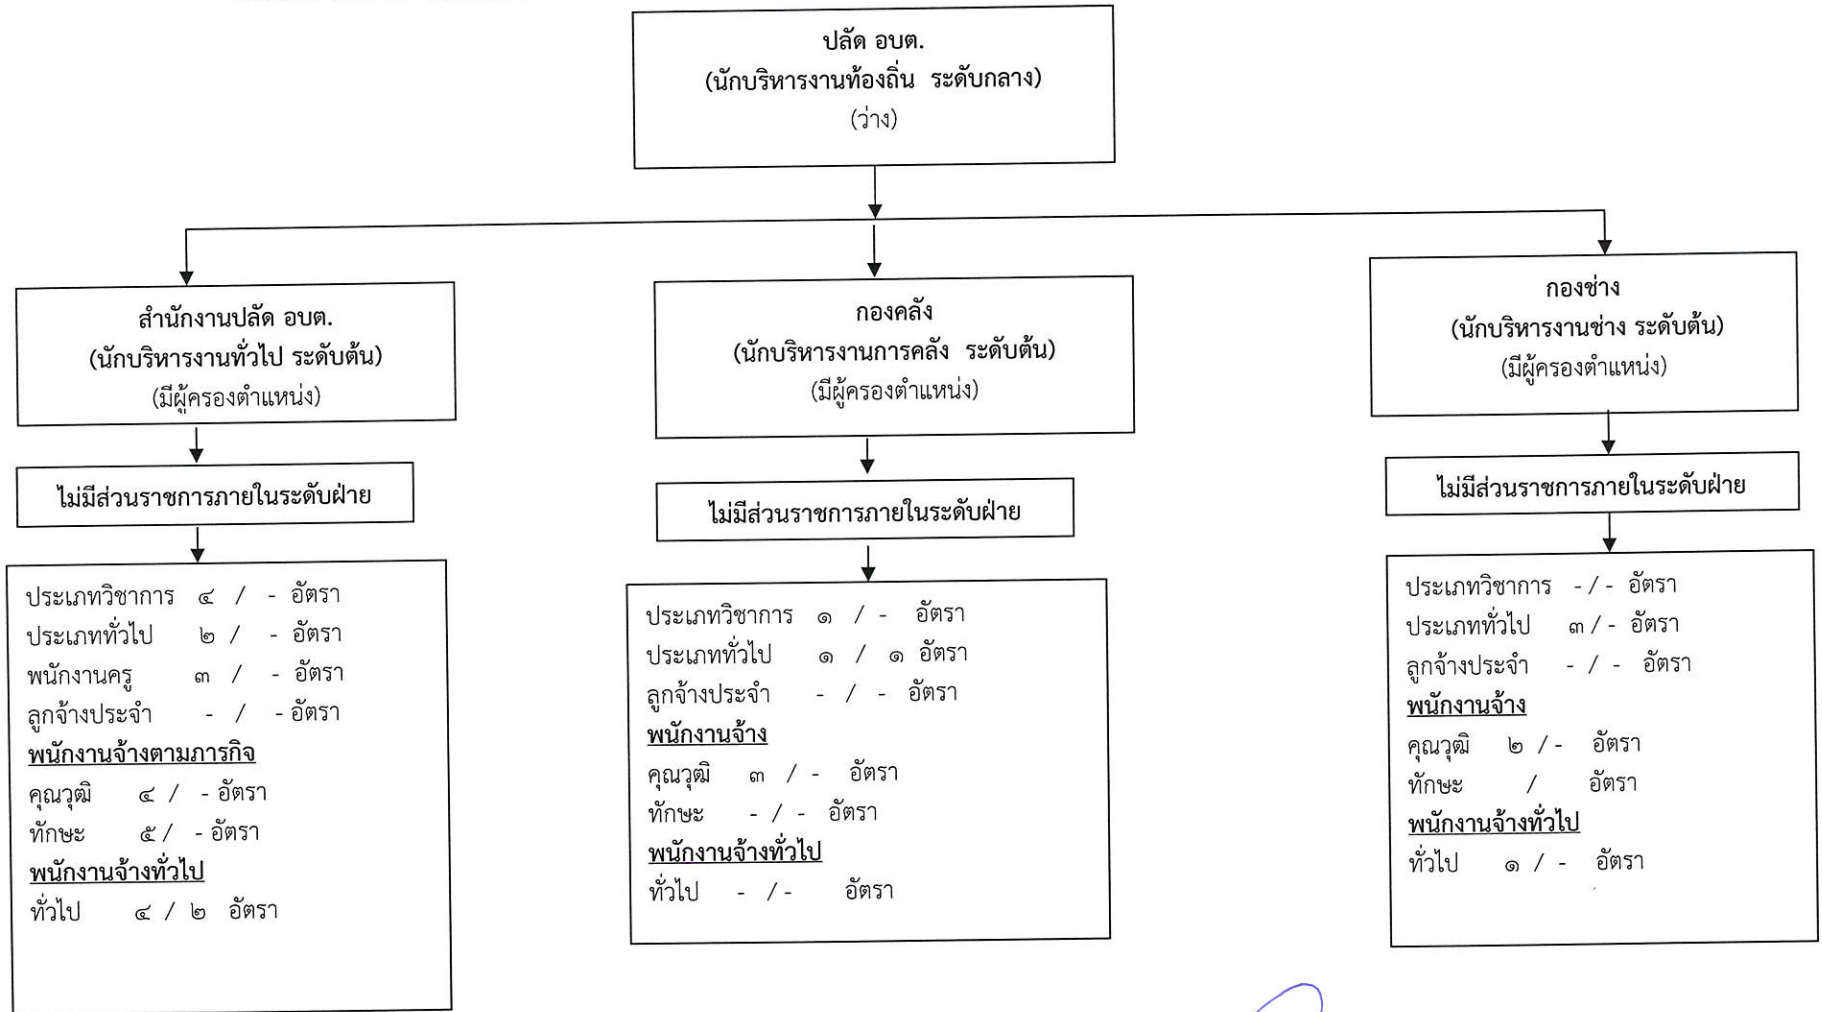 ปลัด อบต.
(นักบริหารงานท้องถิ่น ระดับกลาง)
(ว่าง)
สำนักงานปลัด อบต.
(นักบริหารงานทั่วไป ระดับต้น)
(มีผู้ครองตำแหน่ง)
ไม่มีส่วนราชการภายในระดับฝ่าย
ประเภทวิชาการ ๔ / - อัตรา
ประเภททั่วไป ๒ / - อัตรา
พนักงานครู ๓ / - อัตรา
ลูกจ้างประจำ - / - อัตรา
พนักงานจ้างตามภารกิจ
คุณวุฒิ ๔ / - อัตรา
ทักษะ ๕ / - อัตรา
พนักงานจ้างทั่วไป
ทั่วไป ๔ / ๒ อัตรา
กองคลัง
(นักบริหารงานการคลัง ระดับต้น)
(มีผู้ครองตำแหน่ง)
ไม่มีส่วนราชการภายในระดับฝ่าย
ประเภทวิชาการ ๑ / - อัตรา
ประเภททั่วไป ๑ / ๑ อัตรา
ลูกจ้างประจำ - / - อัตรา
พนักงานจ้าง
คุณวุฒิ ๓ / - อัตรา
ทักษะ - / - อัตรา
พนักงานจ้างทั่วไป
ทั่วไป - / - อัตรา
กองช่าง
(นักบริหารงานช่าง ระดับต้น)
(มีผู้ครองตำแหน่ง)
ไม่มีส่วนราชการภายในระดับฝ่าย
ประเภทวิชาการ - / - อัตรา
ประเภททั่วไป ๓ / - อัตรา
ลูกจ้างประจำ - / - อัตรา
พนักงานจ้าง
คุณวุฒิ ๒ / - อัตรา
ทักษะ / อัตรา
พนักงานจ้างทั่วไป
ทั่วไป ๑ / - อัตรา